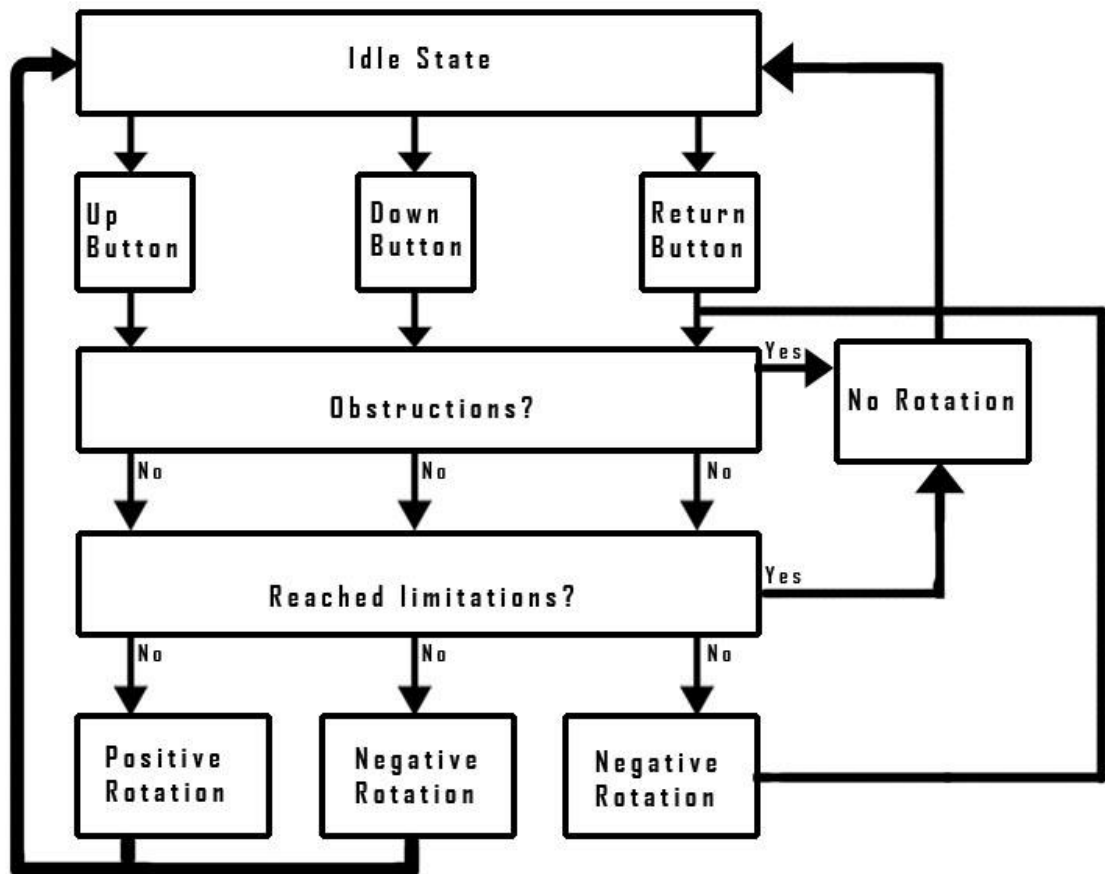 Idle State
Up
Button
Down
Button
Return
Button
Yes
Obstructions?
No Rotation
No
No
No
Yes
Reached limitations?
No
No
No
Positive
Rotation
Negative
Rotation
Negative
Rotation